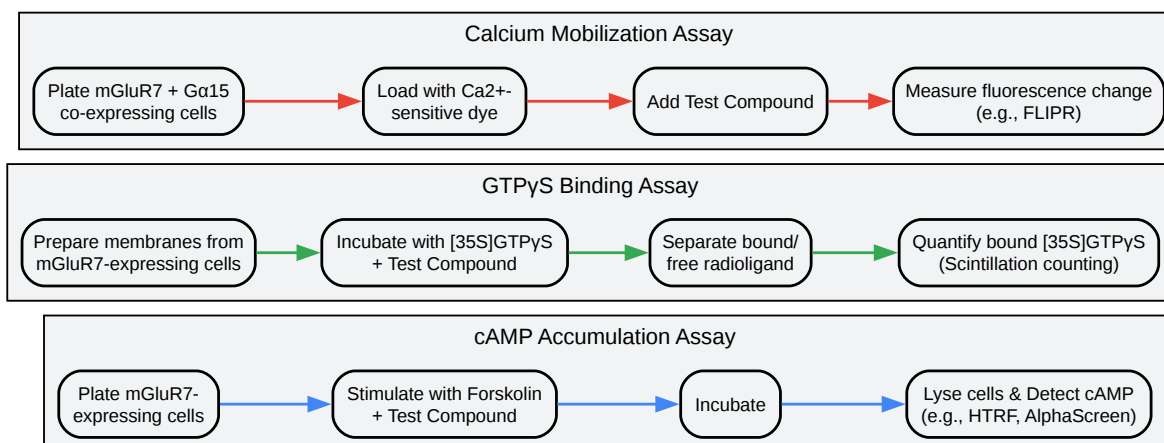 Calcium Mobilization Assay
Plate mGluR7 + Gα15
co-expressing cells
Load with Ca2+-
sensitive dye
Add Test Compound
Measure fluorescence change
(e.g., FLIPR)
GTPγS Binding Assay
Prepare membranes from
mGluR7-expressing cells
Incubate with [35S]GTPγS
+ Test Compound
Separate bound/
free radioligand
Quantify bound [35S]GTPγS
(Scintillation counting)
cAMP Accumulation Assay
Plate mGluR7-
expressing cells
Stimulate with Forskolin
+ Test Compound
Incubate
Lyse cells & Detect cAMP
(e.g., HTRF, AlphaScreen)